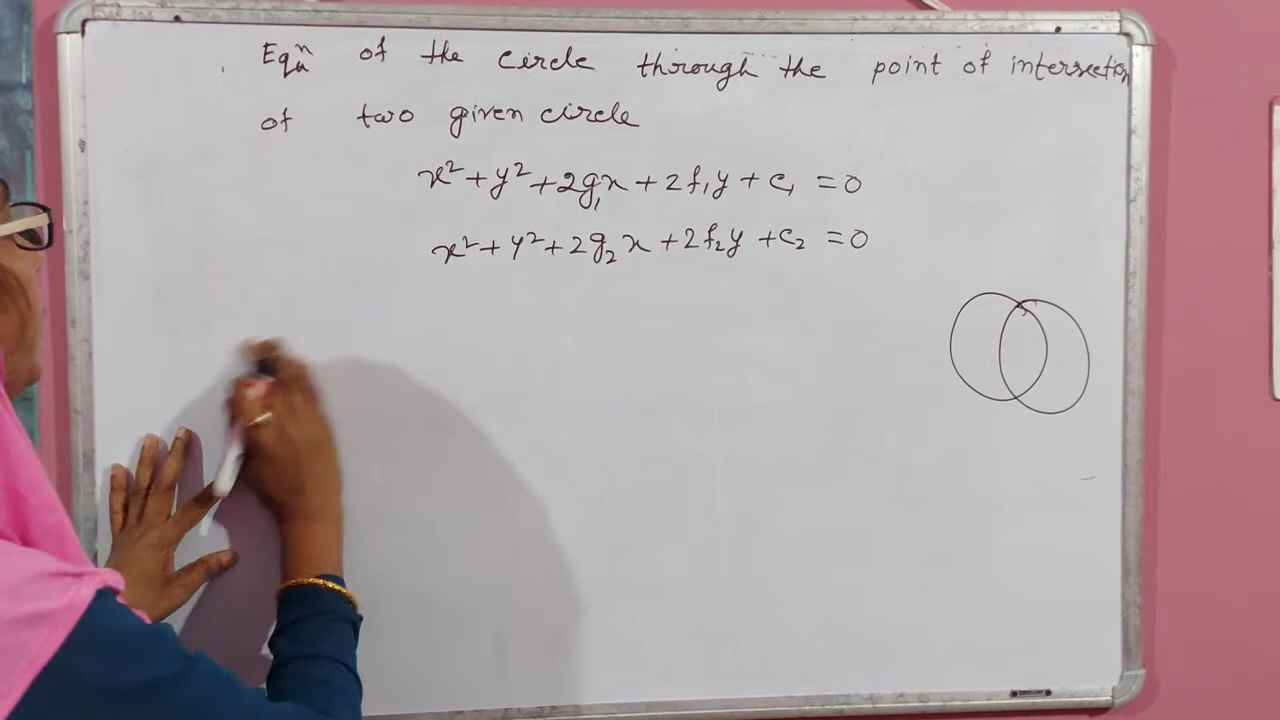 Eqⁿ of the circle through the point of intersection
of two given circle
x² + y² + 2g₁x + 2f₁y + c₁ = 0
x² + y² + 2g₂x + 2f₂y + c₂ = 0